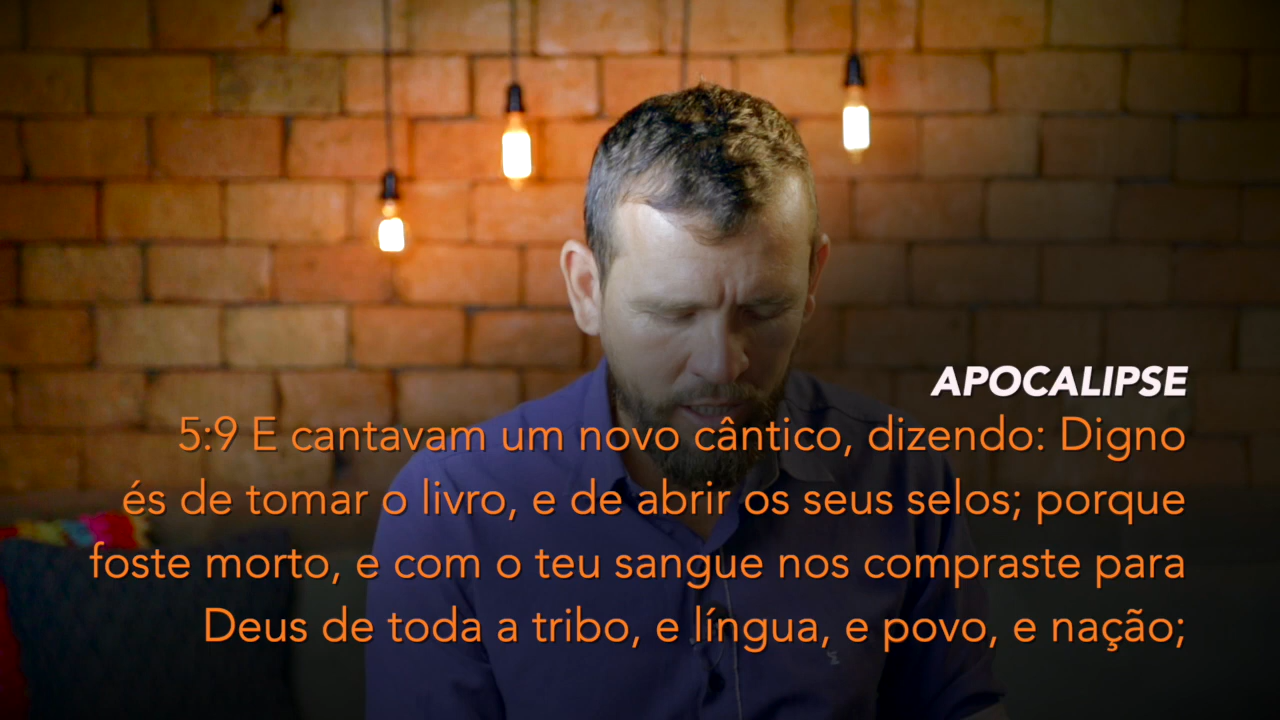 APOCALIPSE
5:9 E cantavam um novo cântico, dizendo: Digno
és de tomar o livro, e de abrir os seus selos; porque
foste morto, e com o teu sangue nos compraste para
Deus de toda a tribo, e língua, e povo, e nação;